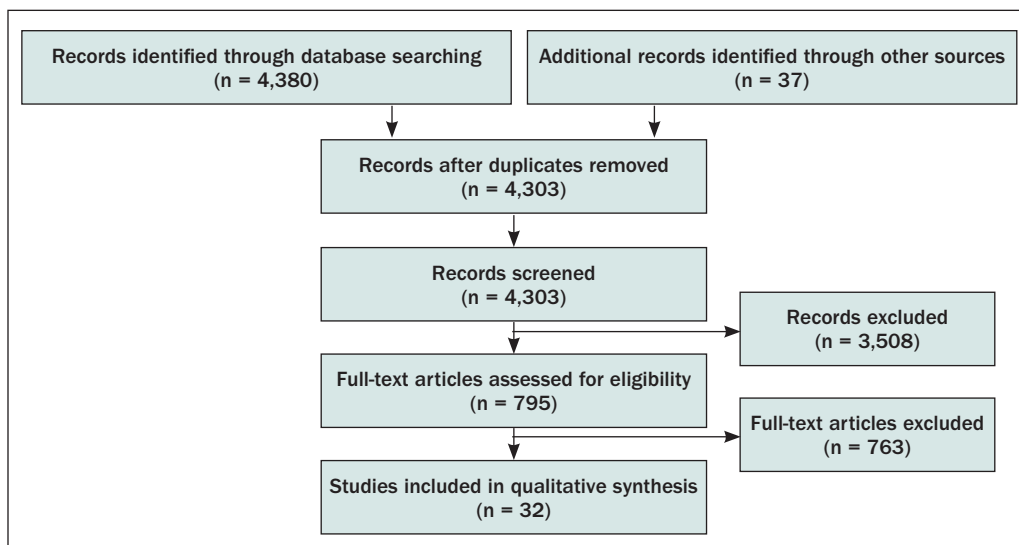 Records identified through database searching
(n = 4,380)
Additional records identified through other sources
(n = 37)
Records after duplicates removed
(n = 4,303)
Records screened
(n = 4,303)
Records excluded
(n = 3,508)
Full-text articles assessed for eligibility
(n = 795)
Full-text articles excluded
(n = 763)
Studies included in qualitative synthesis
(n = 32)